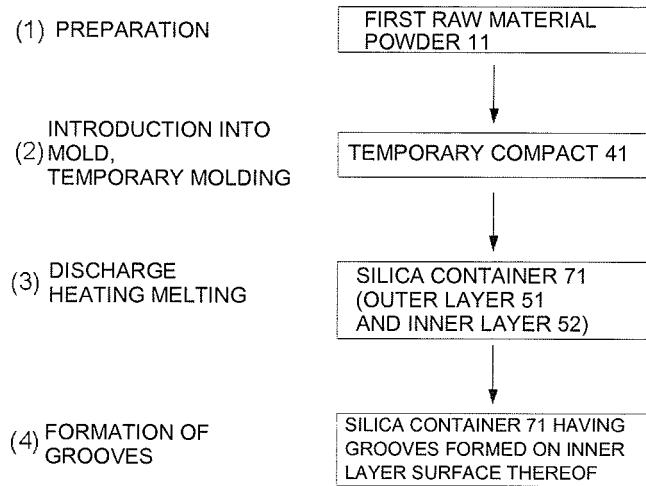 (1) PREPARATION
FIRST RAW MATERIAL
POWDER 11
INTRODUCTION INTO
(2) MOLD,
TEMPORARY MOLDING
TEMPORARY COMPACT 41
(3) DISCHARGE
HEATING MELTING
SILICA CONTAINER 71
(OUTER LAYER 51
AND INNER LAYER 52)
(4) FORMATION OF
GROOVES
SILICA CONTAINER 71 HAVING
GROOVES FORMED ON INNER
LAYER SURFACE THEREOF